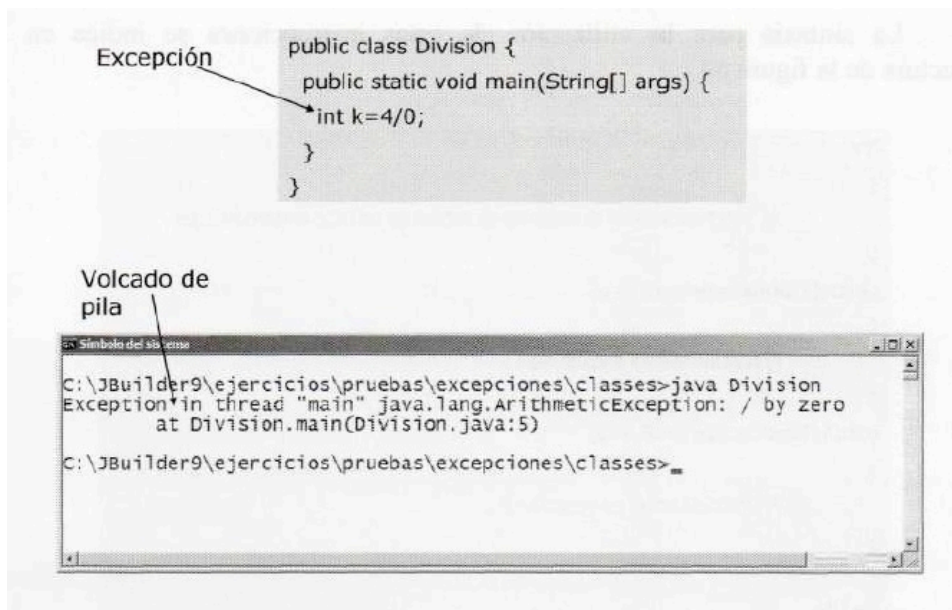 Excepción
public class Division {
public static void main(String[] args) {
int k=4/0;
}
}
Volcado de
pila
Símbolo del sistema
C:\JBuilder9\ejercicios\pruebas\excepciones\classes>java Division
Exception in thread "main" java.lang.ArithmeticException: / by zero
at Division.main(Division.java:5)
C:\JBuilder9\ejercicios\pruebas\excepciones\classes>_